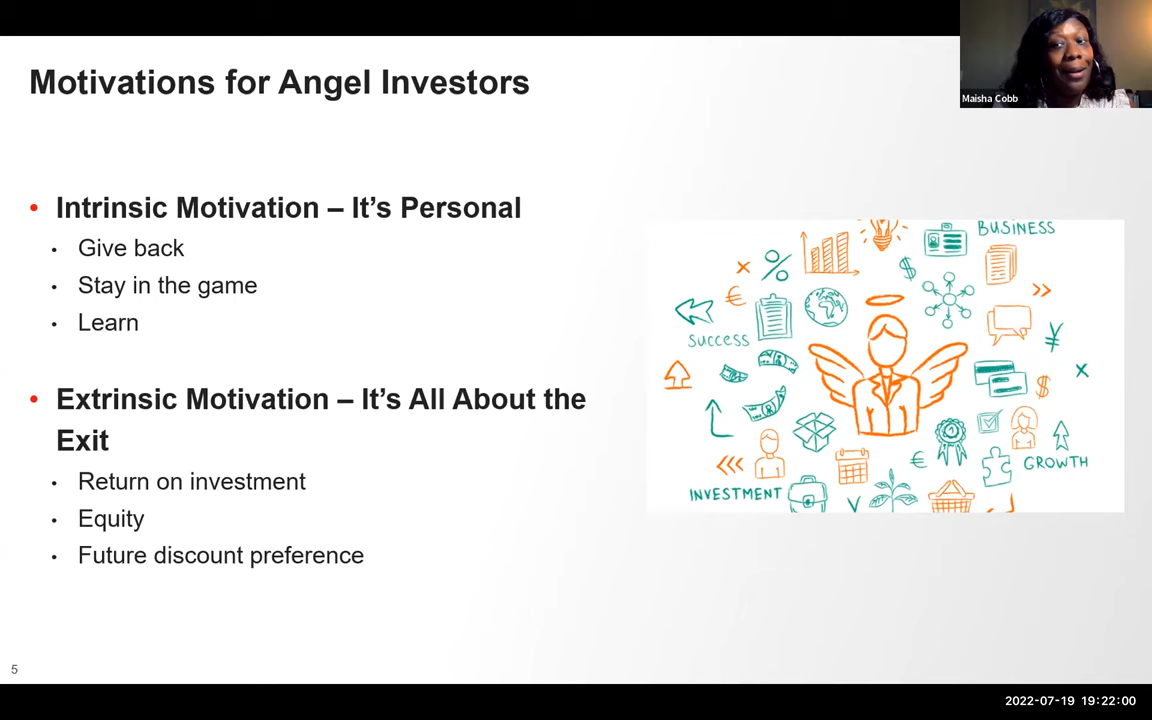 Motivations for Angel Investors
Maisha Cobb
• Intrinsic Motivation – It’s Personal
• Give back
• Stay in the game
• Learn
• Extrinsic Motivation – It’s All About the
Exit
• Return on investment
• Equity
• Future discount preference
BUSINESS
SUCCESS
GROWTH
INVESTMENT
5
2022-07-19 19:22:00